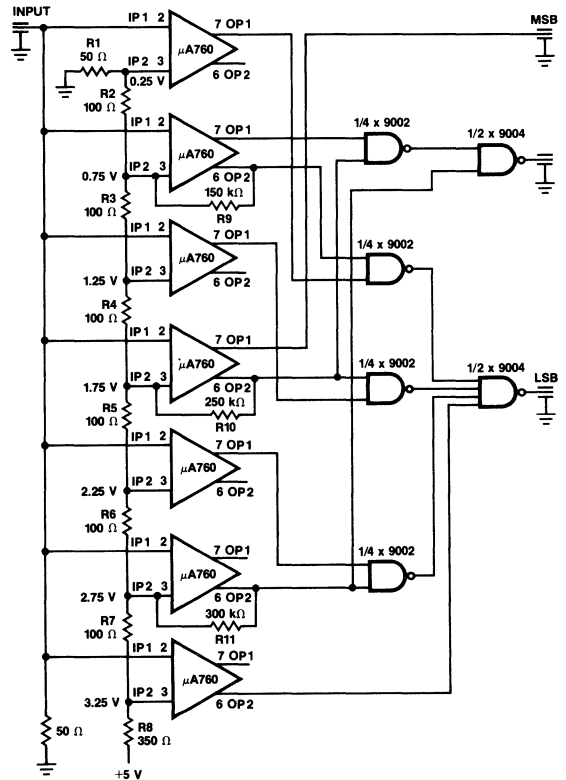 INPUT
IP1 2
7 OP1
MSB
R1
50 Ω
μA760
IP2 3
0.25 V
6 OP2
R2
100 Ω
IP1 2
7 OP1
1/4 x 9002
1/2 x 9004
μA760
0.75 V
IP2 3
6 OP2
150 kΩ
R9
R3
100 Ω
IP1 2
7 OP1
μA760
1/4 x 9002
1.25 V
IP2 3
6 OP2
R4
100 Ω
IP1 2
7 OP1
μA760
1/4 x 9002
1/2 x 9004
LSB
1.75 V
IP2 3
6 OP2
250 kΩ
R10
R5
100 Ω
IP1 2
7 OP1
μA760
2.25 V
IP2 3
6 OP2
R6
100 Ω
IP1 2
7 OP1
1/4 x 9002
μA760
2.75 V
IP2 3
6 OP2
300 kΩ
R11
R7
100 Ω
IP1 2
7 OP1
μA760
3.25 V
IP2 3
6 OP2
50 Ω
R8
350 Ω
+5 V